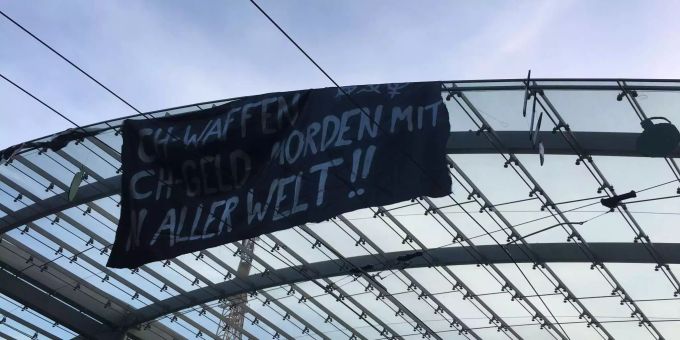 CH-WAFFEN
CH-GELD MORDEN MIT
IN ALLER WELT!!